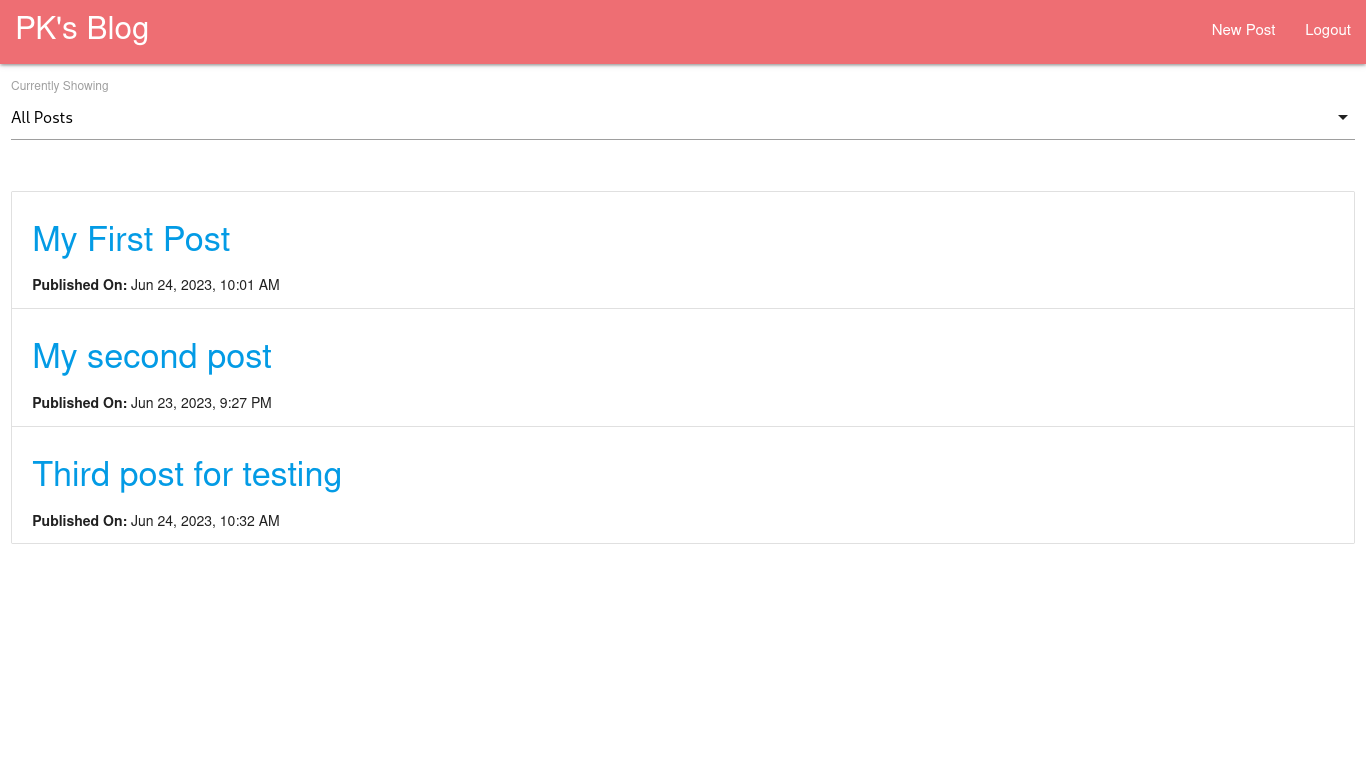 PK's Blog
New Post
Logout
Currently Showing
All Posts
My First Post
Published On: Jun 24, 2023, 10:01 AM
My second post
Published On: Jun 23, 2023, 9:27 PM
Third post for testing
Published On: Jun 24, 2023, 10:32 AM